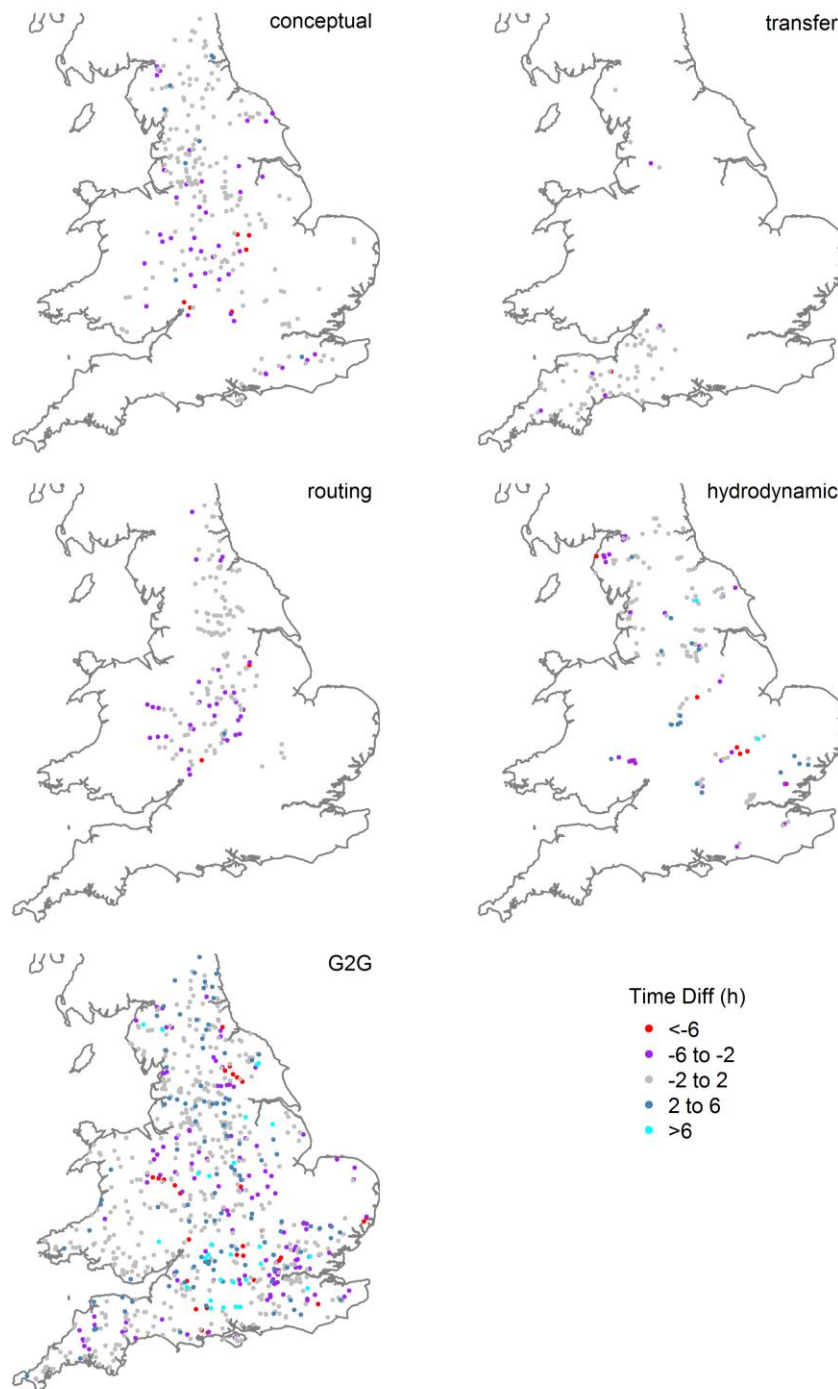 conceptual
transfer
routing
hydrodynamic
G2G
Time Diff (h)
<-6
-6 to -2
-2 to 2
2 to 6
>6